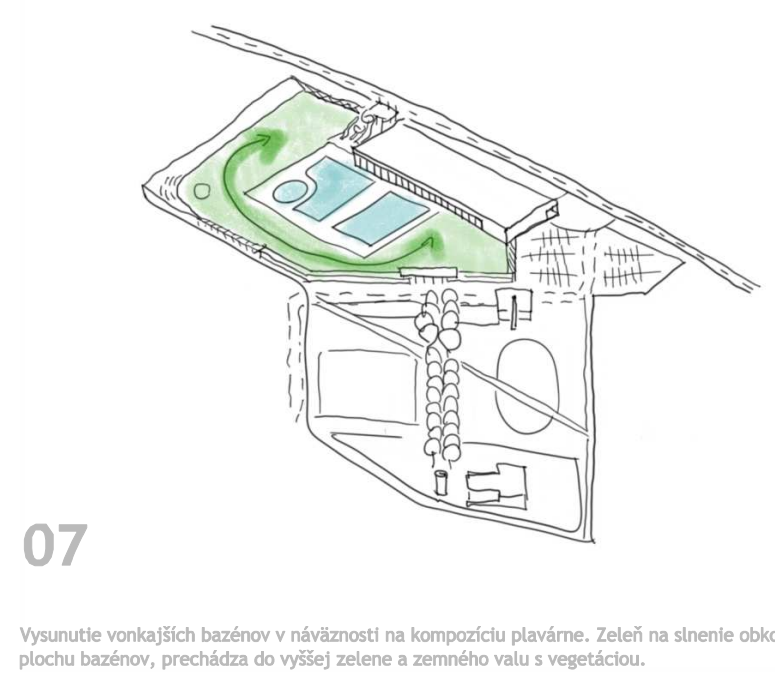 07
Vysunutie vonkajších bazénov v náväznosti na kompozíciu plavárne. Zeleň na slnenie
plochu bazénov, prechádza do vyššej zelene a zemného valu s vegetáciou.